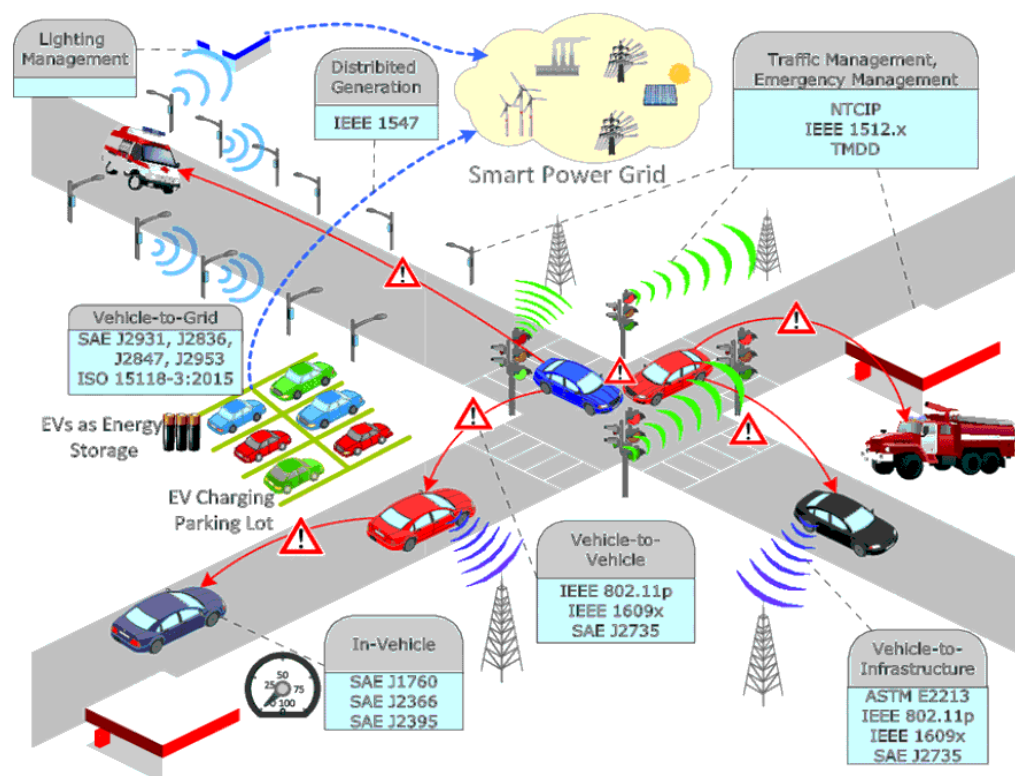 Lighting
Management
Distribited
Generation
IEEE 1547
Smart Power Grid
Traffic Management,
Emergency Management
NTCIP
IEEE 1512.x
TMDD
Vehicle-to-Grid
SAE J2931, J2836,
J2847, J2953
ISO 15118-3:2015
EVs as Energy
Storage
EV Charging
Parking Lot
Vehicle-to-
Vehicle
IEEE 802.11p
IEEE 1609x
SAE J2735
In-Vehicle
SAE J1760
SAE J2366
SAE J2395
0 25 50 75 100
Vehicle-to-
Infrastructure
ASTM E2213
IEEE 802.11p
IEEE 1609x
SAE J2735